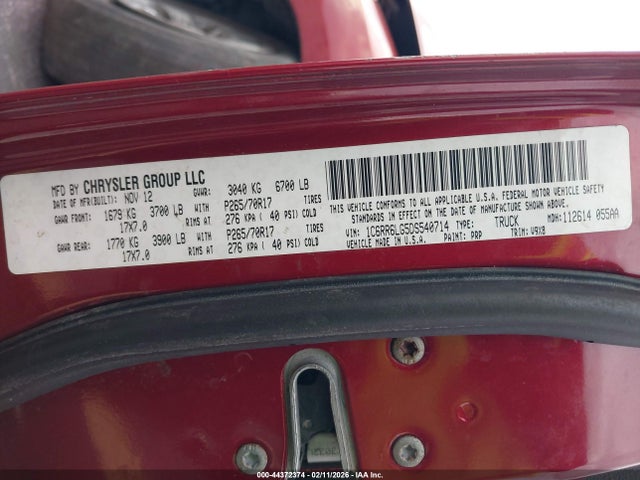 MFD BY CHRYSLER GROUP LLC
DATE OF MFR(BUILT): NOV 12 GVWR: 3040 KG 6700 LB
GAWR FRONT: 1679 KG 3700 LB WITH P265/70R17 TIRES
17X7.0 RIMS AT 276 KPA ( 40 PSI) COLD
GAWR REAR: 1770 KG 3900 LB WITH P265/70R17 TIRES
17X7.0 RIMS AT 276 KPA ( 40 PSI) COLD
THIS VEHICLE CONFORMS TO ALL APPLICABLE U.S.A. FEDERAL MOTOR VEHICLE SAFETY
STANDARDS IN EFFECT ON THE DATE OF MANUFACTURE SHOWN ABOVE.
VIN: 1C6RR6LG5DS540714 TYPE: TRUCK MDH: 112614 055AA
PAINT: PRP TRIM: V9X8
000-44372374 | 02/11/2026 - COPART/IAA